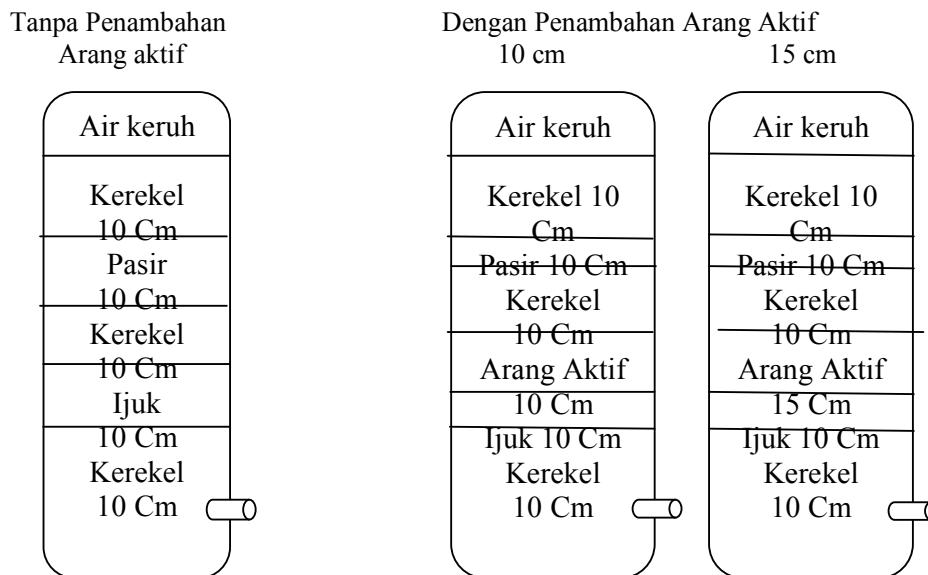 Tanpa Penambahan
Arang aktif
Dengan Penambahan Arang Aktif
10 cm
15 cm
Air keruh
Kerekel
10 Cm
Pasir
10 Cm
Kerekel
10 Cm
Ijuk
10 Cm
Kerekel
10 Cm
Air keruh
Kerekel 10
Cm
Pasir 10 Cm
Kerekel
10 Cm
Arang Aktif
10 Cm
Ijuk 10 Cm
Kerekel
10 Cm
Air keruh
Kerekel 10
Cm
Pasir 10 Cm
Kerekel
10 Cm
Arang Aktif
15 Cm
Ijuk 10 Cm
Kerekel
10 Cm